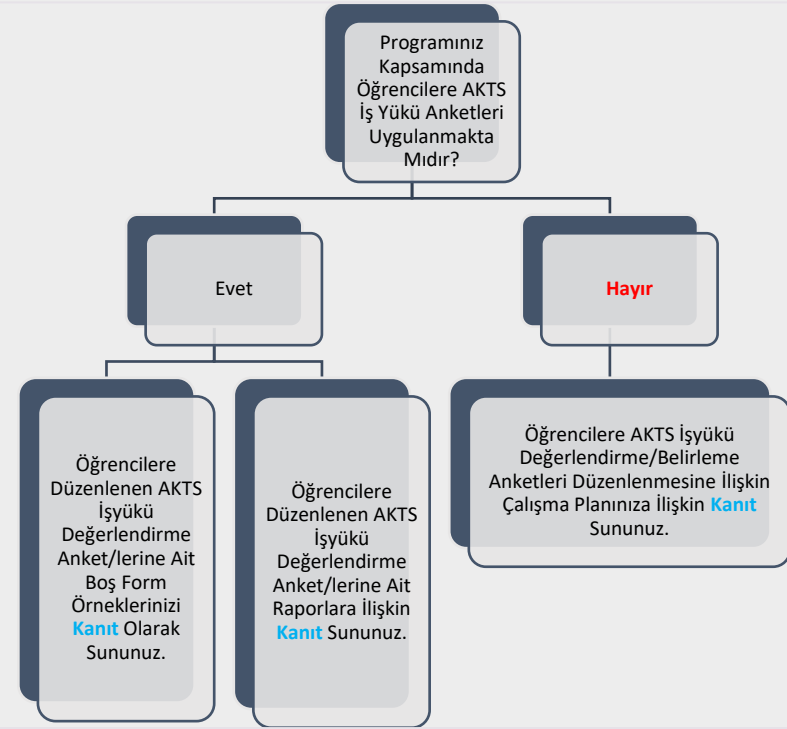 Programınız
Kapsamında
Öğrencilere AKTS
İş Yükü Anketleri
Uygulanmakta
Mıdır?
Evet
Hayır
Öğrencilere
Düzenlenen AKTS
İşyükü
Değerlendirme
Anket/lerine Ait
Boş Form
Örneklerinizi
Kanıt Olarak
Sununuz.
Öğrencilere
Düzenlenen AKTS
İşyükü
Değerlendirme
Anket/lerine Ait
Raporlara İlişkin
Kanıt Sununuz.
Öğrencilere AKTS İşyükü
Değerlendirme/Belirleme
Anketleri Düzenlenmesine İlişkin
Çalışma Planınıza İlişkin Kanıt
Sununuz.